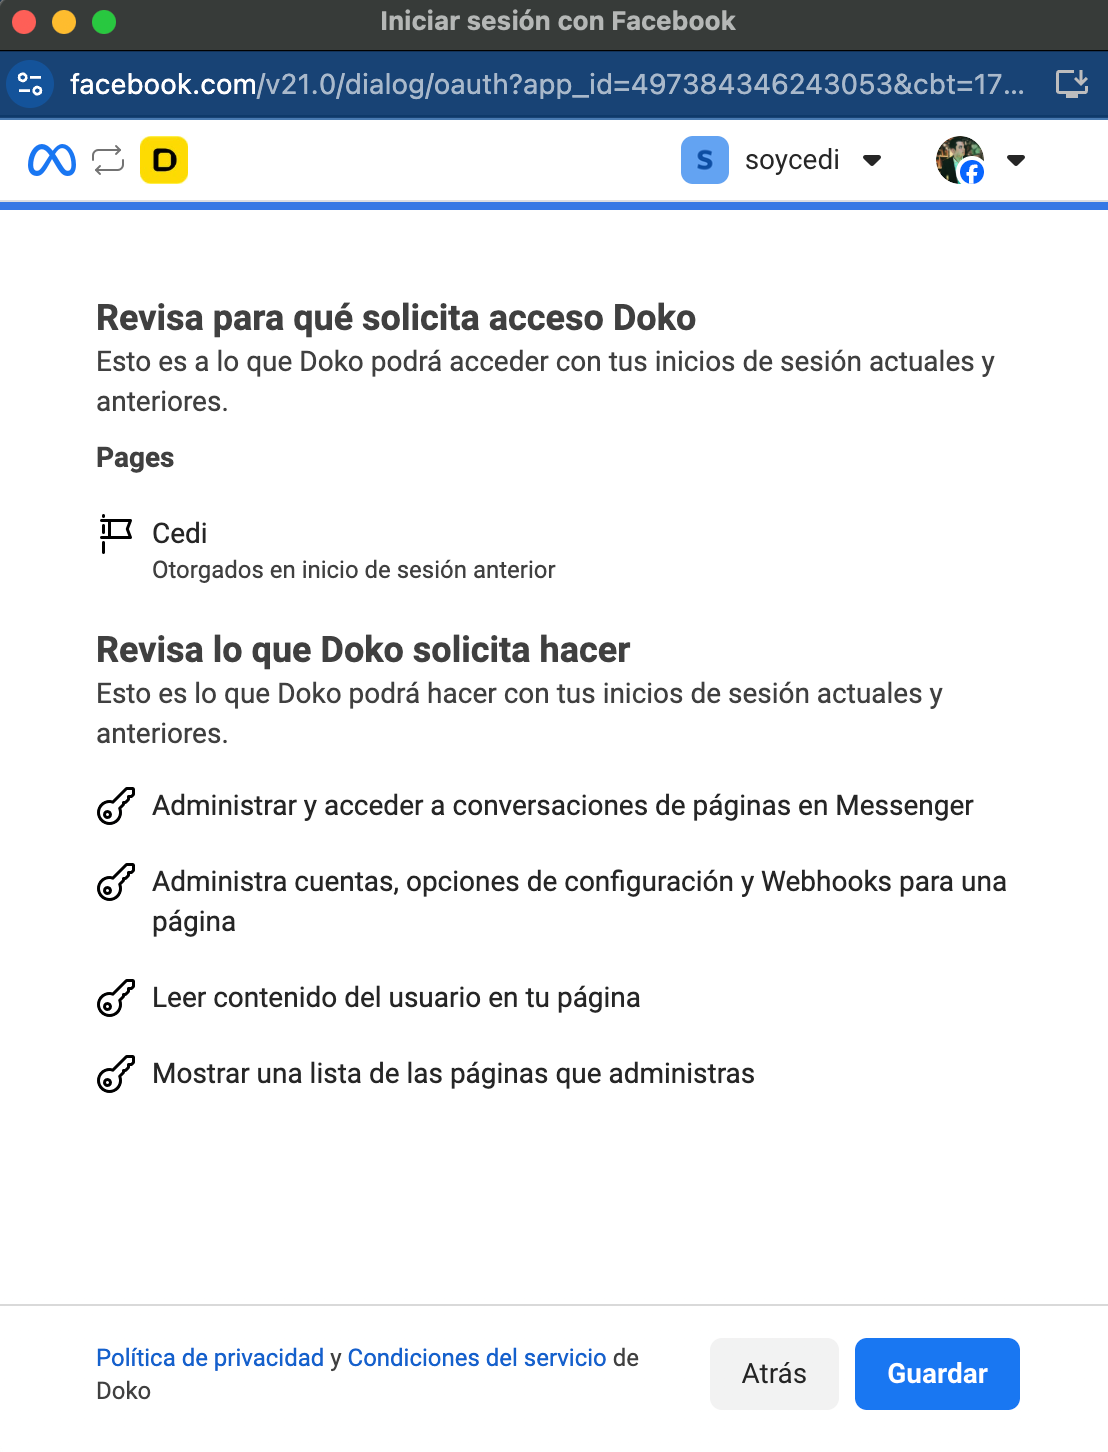 Iniciar sesión con Facebook
facebook.com/v21.0/dialog/oauth?app_id=497384346243053&cbt=17...
D
S soycedi
Revisa para qué solicita acceso Doko
Esto es a lo que Doko podrá acceder con tus inicios de sesión actuales y
anteriores.
Pages
Cedi
Otorgados en inicio de sesión anterior
Revisa lo que Doko solicita hacer
Esto es lo que Doko podrá hacer con tus inicios de sesión actuales y
anteriores.
Administrar y acceder a conversaciones de páginas en Messenger
Administra cuentas, opciones de configuración y Webhooks para una
página
Leer contenido del usuario en tu página
Mostrar una lista de las páginas que administras
Política de privacidad y Condiciones del servicio de
Doko
Atrás
Guardar